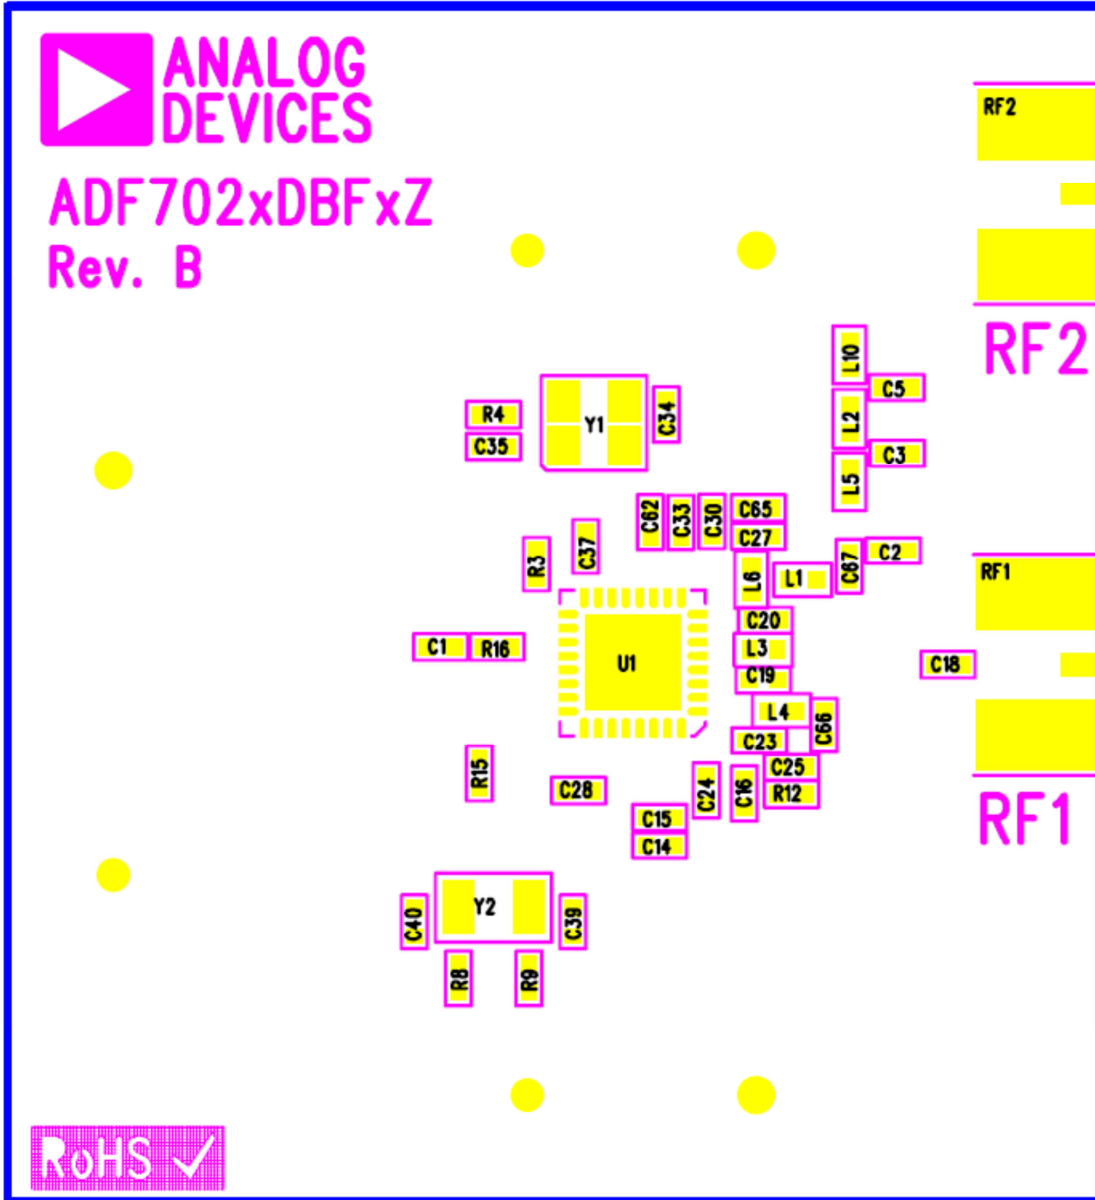 ANALOG
DEVICES
ADF702xDBFxZ
Rev. B
RF2
RF2
L10
C5
R4
Y1
C34
L2
C35
C3
L5
C62
C33
C30
C65
C27
R3
C37
L6
L1
C67
C2
RF1
C20
C1
R16
U1
L3
C18
C19
L4
C66
C23
R15
C28
C24
C16
C25
R12
C15
C14
RF1
C40
Y2
C39
R8
R9
RoHS